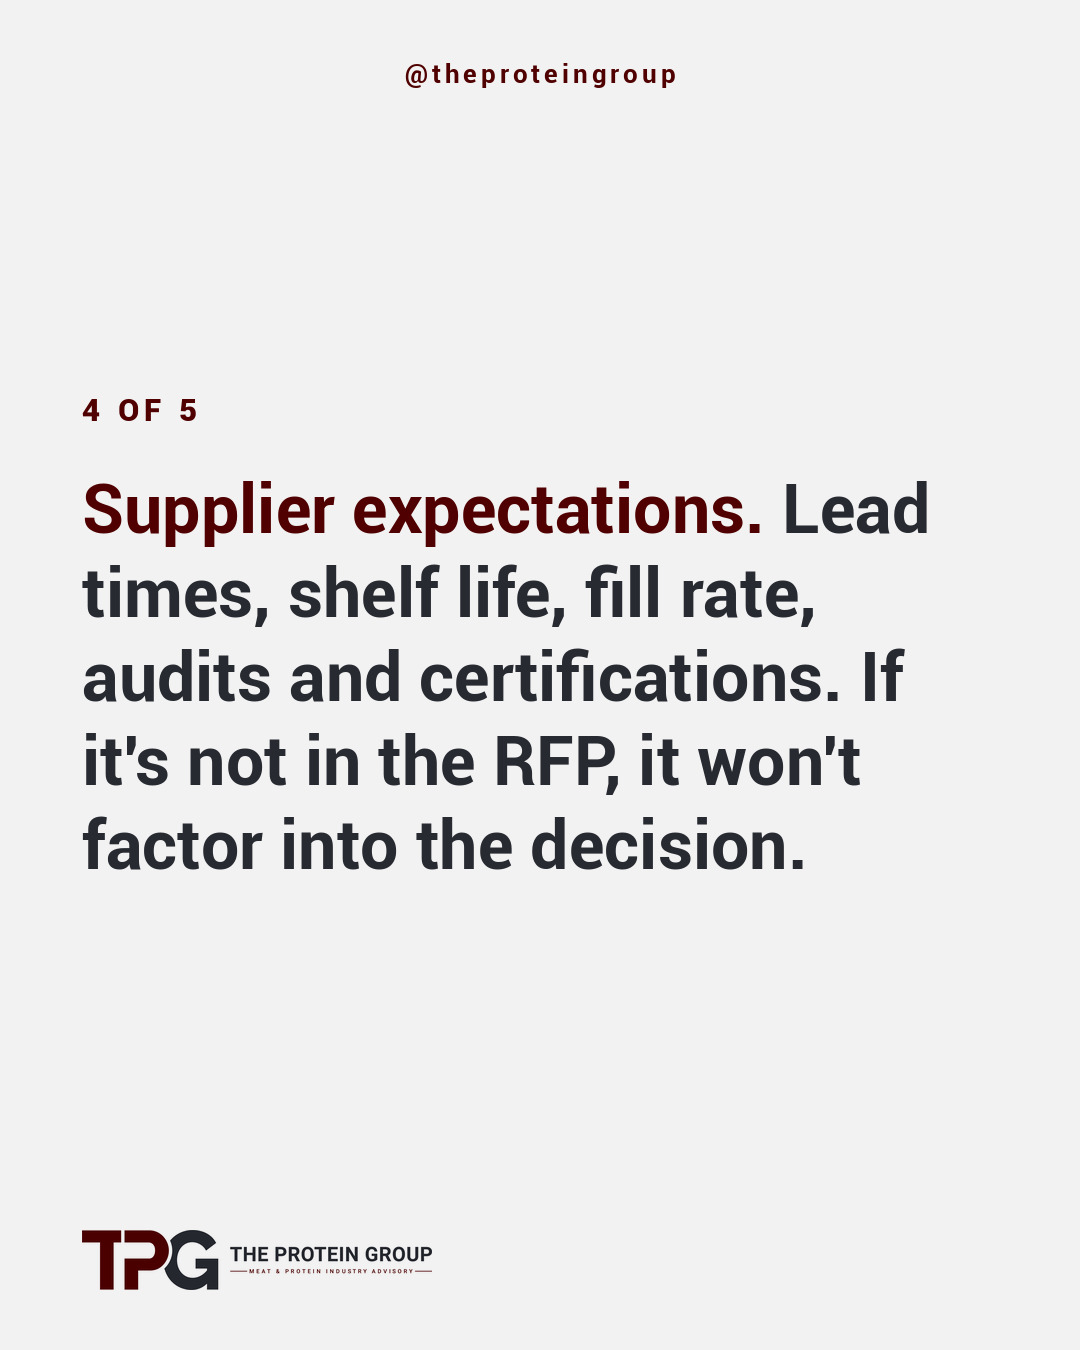 @theproteingroup
4 OF 5
Supplier expectations. Lead
times, shelf life, fill rate,
audits and certifications. If
it's not in the RFP, it won't
factor into the decision.
TPG
THE PROTEIN GROUP
MEAT & PROTEIN INDUSTRY ADVISORY